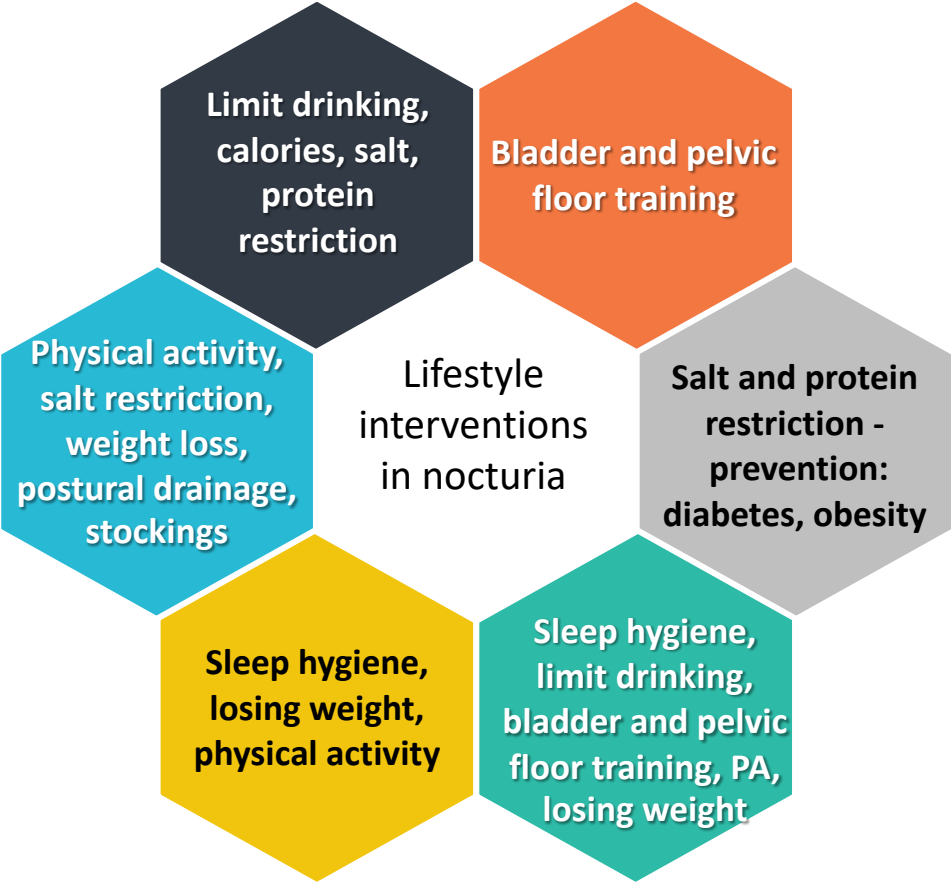 Limit drinking,
calories, salt,
protein
restriction
Bladder and pelvic
floor training
Physical activity,
salt restriction,
weight loss,
postural drainage,
stockings
Lifestyle
interventions
in nocturia
Salt and protein
restriction -
prevention:
diabetes, obesity
Sleep hygiene,
losing weight,
physical activity
Sleep hygiene,
limit drinking,
bladder and pelvic
floor training, PA,
losing weight